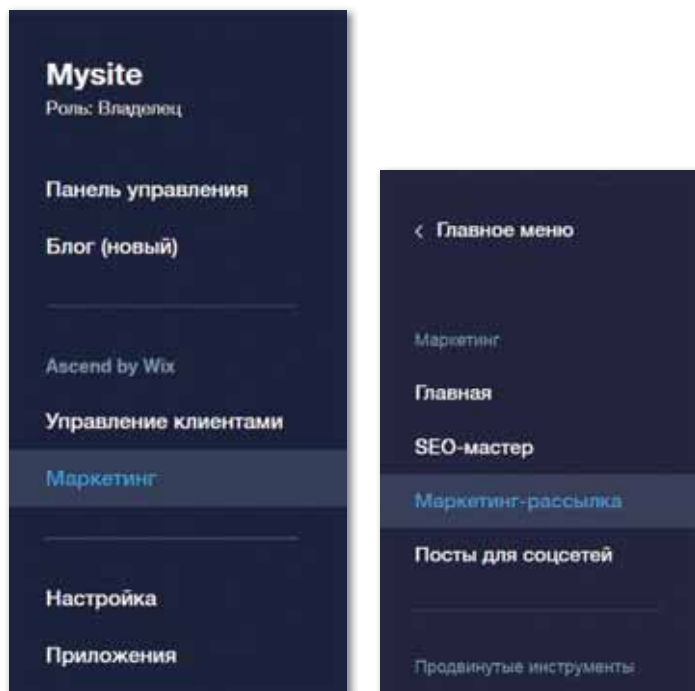 Mysite
Роль: Владелец
Панель управления
Блог (новый)
Ascend by Wix
Управление клиентами
Маркетинг
Настройка
Приложения
< Главное меню
Маркетинг
Главная
SEO-мастер
Маркетинг-рассылка
Посты для соцсетей
Продвинутые инструменты